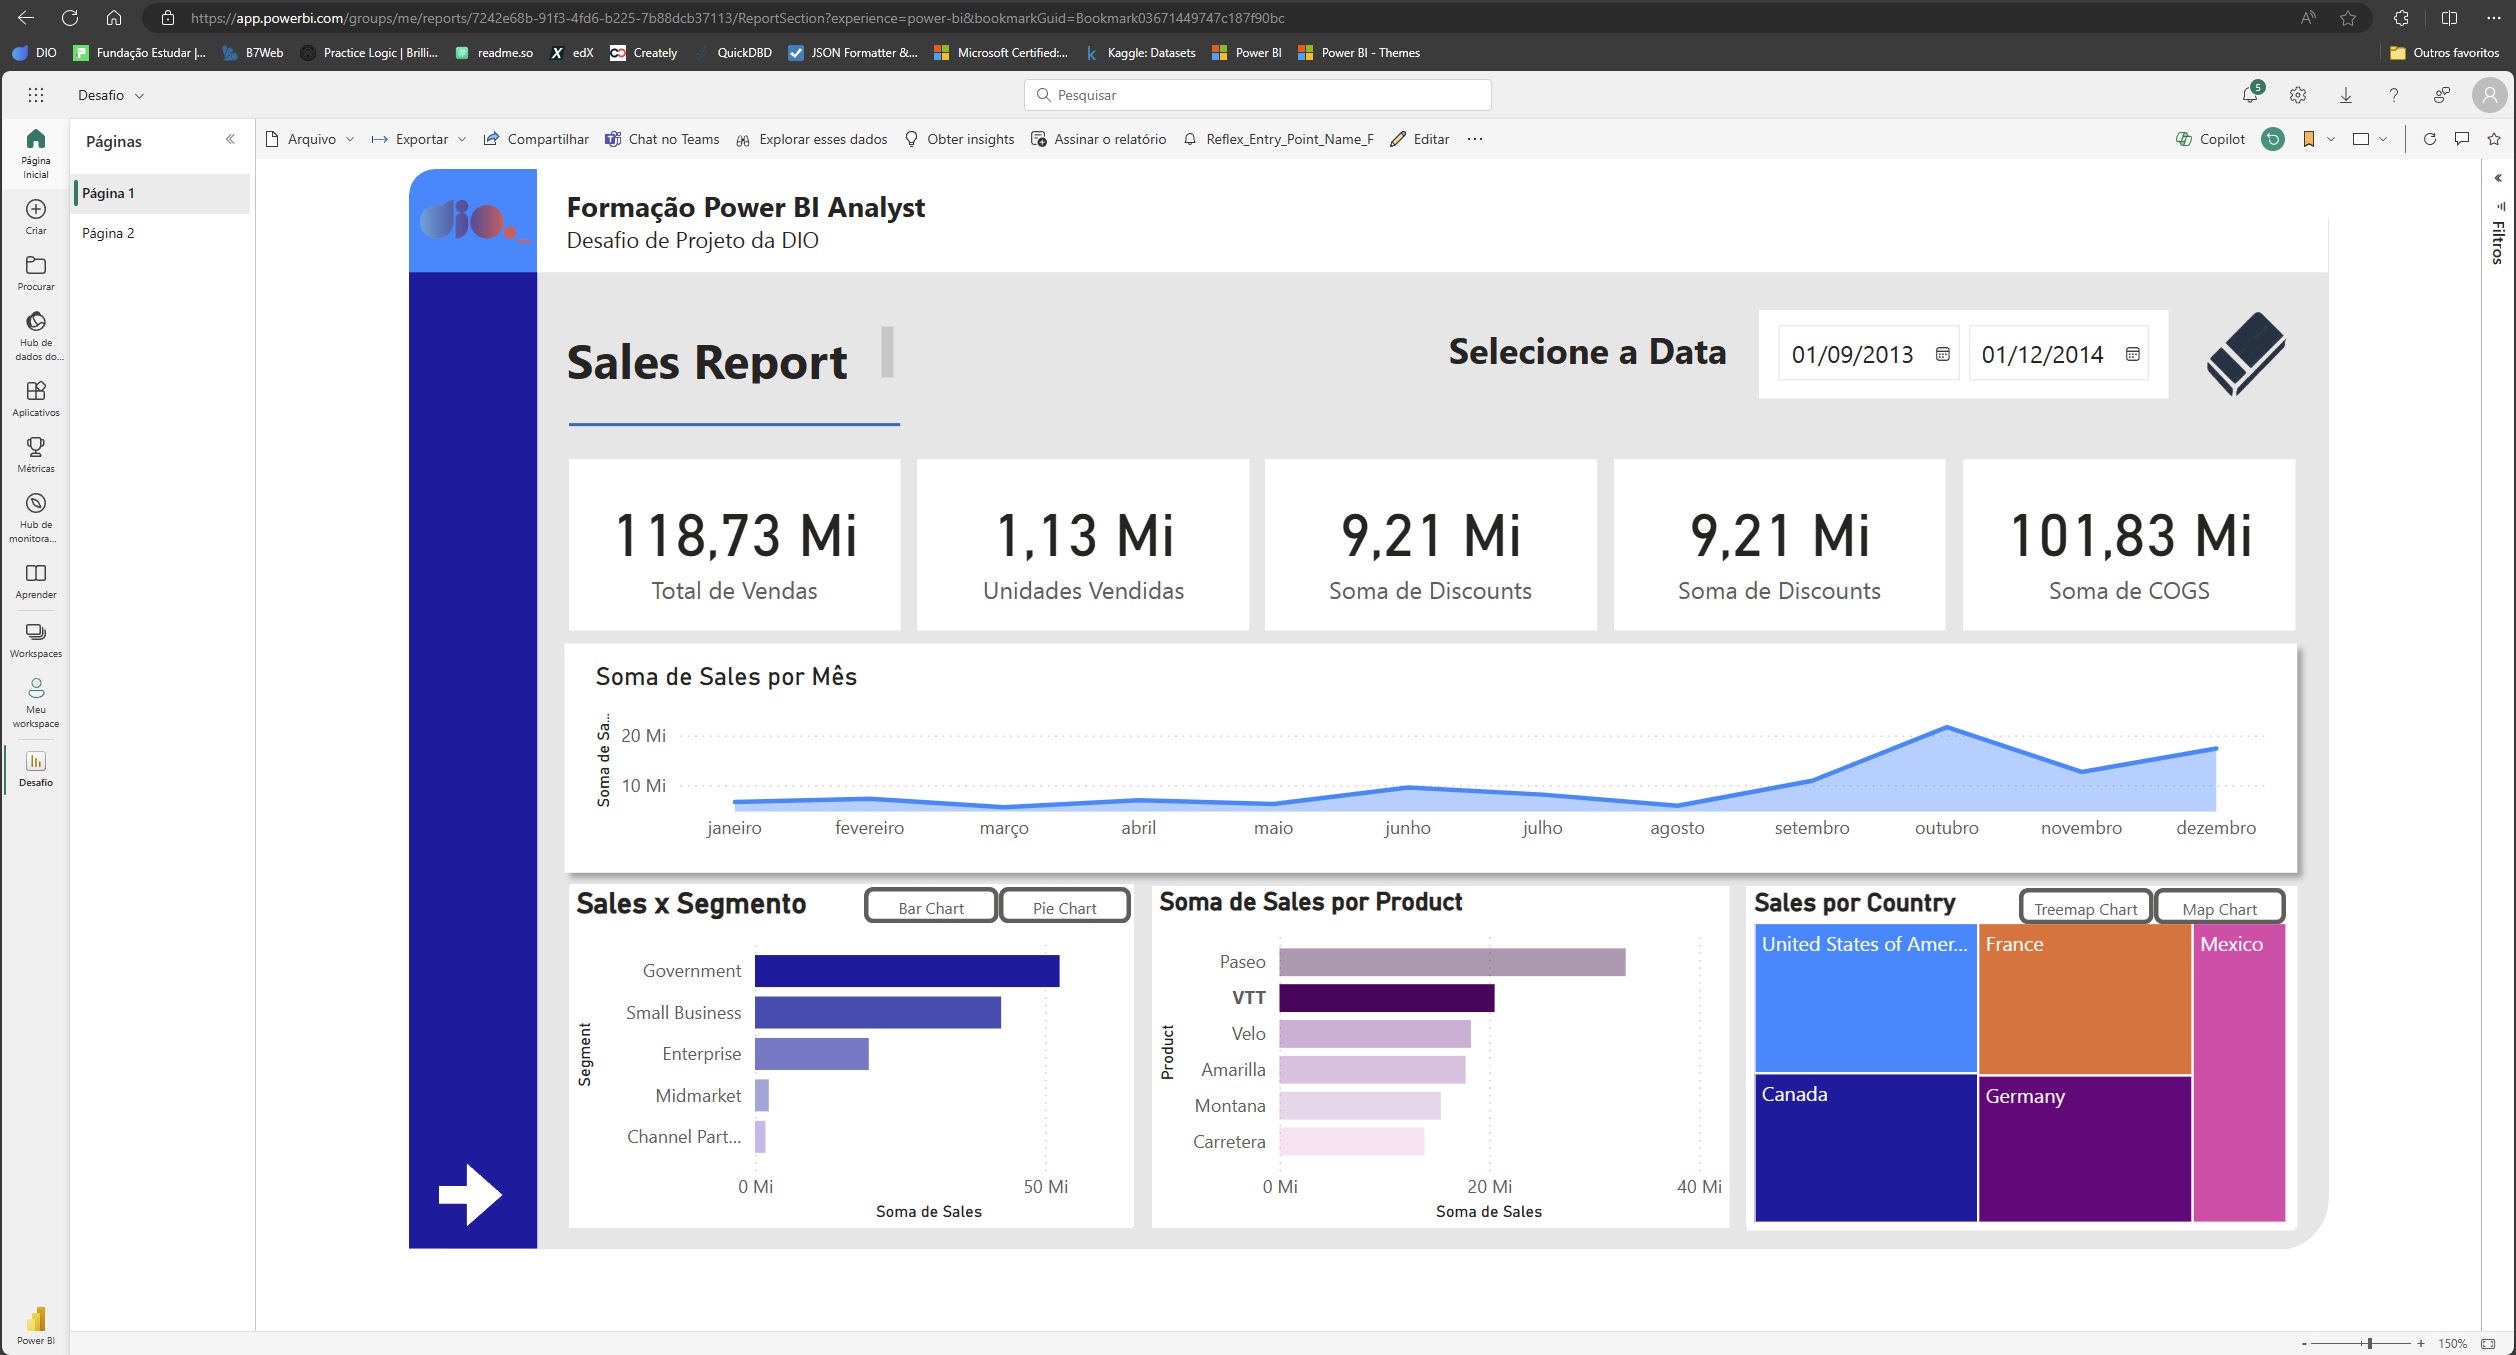 https://app.powerbi.com/groups/me/reports/7242e68b-91f3-4fd6-b225-7b88dcb37113/ReportSection?experience=power-bi&bookmarkGuid=Bookmark03671449747c187f90bc
DIO Fundação Estudar |... B7Web Practice Logic | Brilli... readme.so edX Creately QuickDBD JSON Formatter &... Microsoft Certified:... Kaggle: Datasets Power BI Power BI - Themes Outros favoritos
Desafio
Pesquisar
5
Página Inicial
Criar
Procurar
Hub de dados do...
Aplicativos
Métricas
Hub de monitora...
Aprender
Workspaces
Meu workspace
Desafio
Power BI
Páginas
Página 1
Página 2
Arquivo Exportar Compartilhar Chat no Teams Explorar esses dados Obter insights Assinar o relatório Reflex_Entry_Point_Name_F Editar ...
Copilot
Filtros
dio._
Formação Power BI Analyst
Desafio de Projeto da DIO
Sales Report
Selecione a Data
01/09/2013 01/12/2014
118,73 Mi
Total de Vendas
1,13 Mi
Unidades Vendidas
9,21 Mi
Soma de Discounts
9,21 Mi
Soma de Discounts
101,83 Mi
Soma de COGS
Soma de Sales por Mês
Soma de Sa...
20 Mi
10 Mi
janeiro fevereiro março abril maio junho julho agosto setembro outubro novembro dezembro
Sales x Segmento
Bar Chart Pie Chart
Segment
Government
Small Business
Enterprise
Midmarket
Channel Part...
0 Mi 50 Mi
Soma de Sales
Soma de Sales por Product
Product
Paseo
VTT
Velo
Amarilla
Montana
Carretera
0 Mi 20 Mi 40 Mi
Soma de Sales
Sales por Country
Treemap Chart Map Chart
United States of Amer... France Mexico
Canada Germany
- + 150%